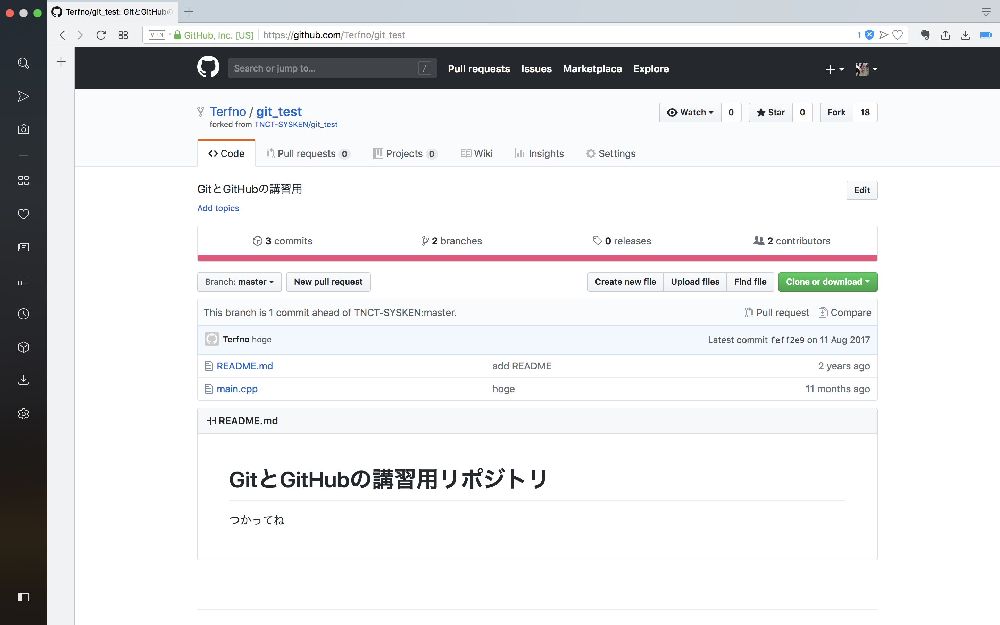 Terfno/git_test: GitとGitHubの
VPN GitHub, Inc. [US] https://github.com/Terfno/git_test 1
Search or jump to... / Pull requests Issues Marketplace Explore
Terfno / git_test
Watch 0 Star 0 Fork 18
forked from TNCT-SYSKEN/git_test
Code Pull requests 0 Projects 0 Wiki Insights Settings
GitとGitHubの講習用
Edit
Add topics
3 commits 2 branches 0 releases 2 contributors
Branch: master New pull request Create new file Upload files Find file Clone or download
This branch is 1 commit ahead of TNCT-SYSKEN:master. Pull request Compare
Terfno hoge Latest commit feff2e9 on 11 Aug 2017
README.md add README 2 years ago
main.cpp hoge 11 months ago
README.md
GitとGitHubの講習用リポジトリ
つかってね